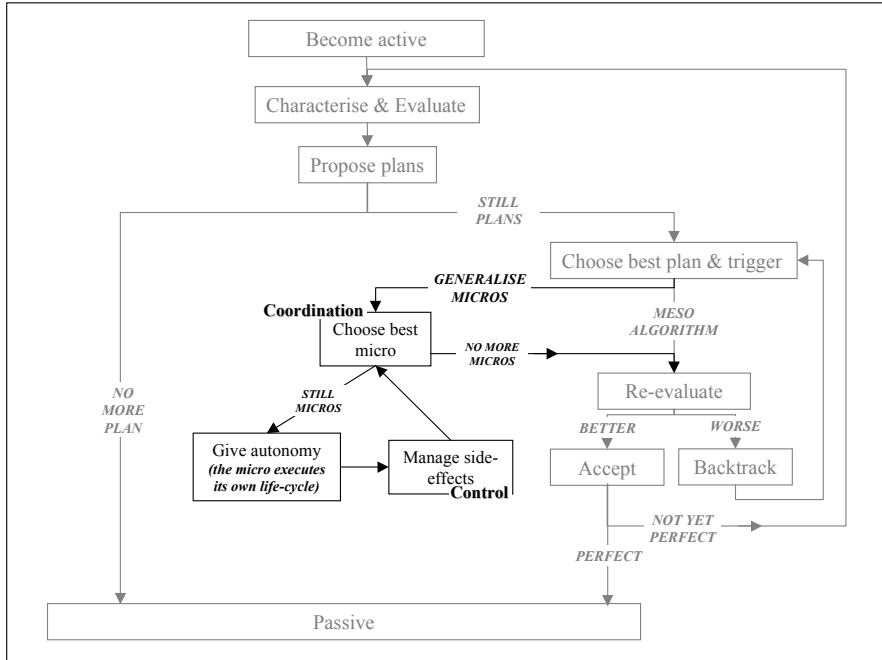 Become active
Characterise & Evaluate
Propose plans
STILL
PLANS
Choose best plan & trigger
GENERALISE
MICROS
Coordination
Choose best
micro
MESO
ALGORITHM
NO MORE
MICROS
Re-evaluate
STILL
MICROS
NO
MORE
PLAN
BETTER
WORSE
Give autonomy
(the micro executes
its own life-cycle)
Manage side-
effects
Control
Accept
Backtrack
NOT YET
PERFECT
PERFECT
Passive